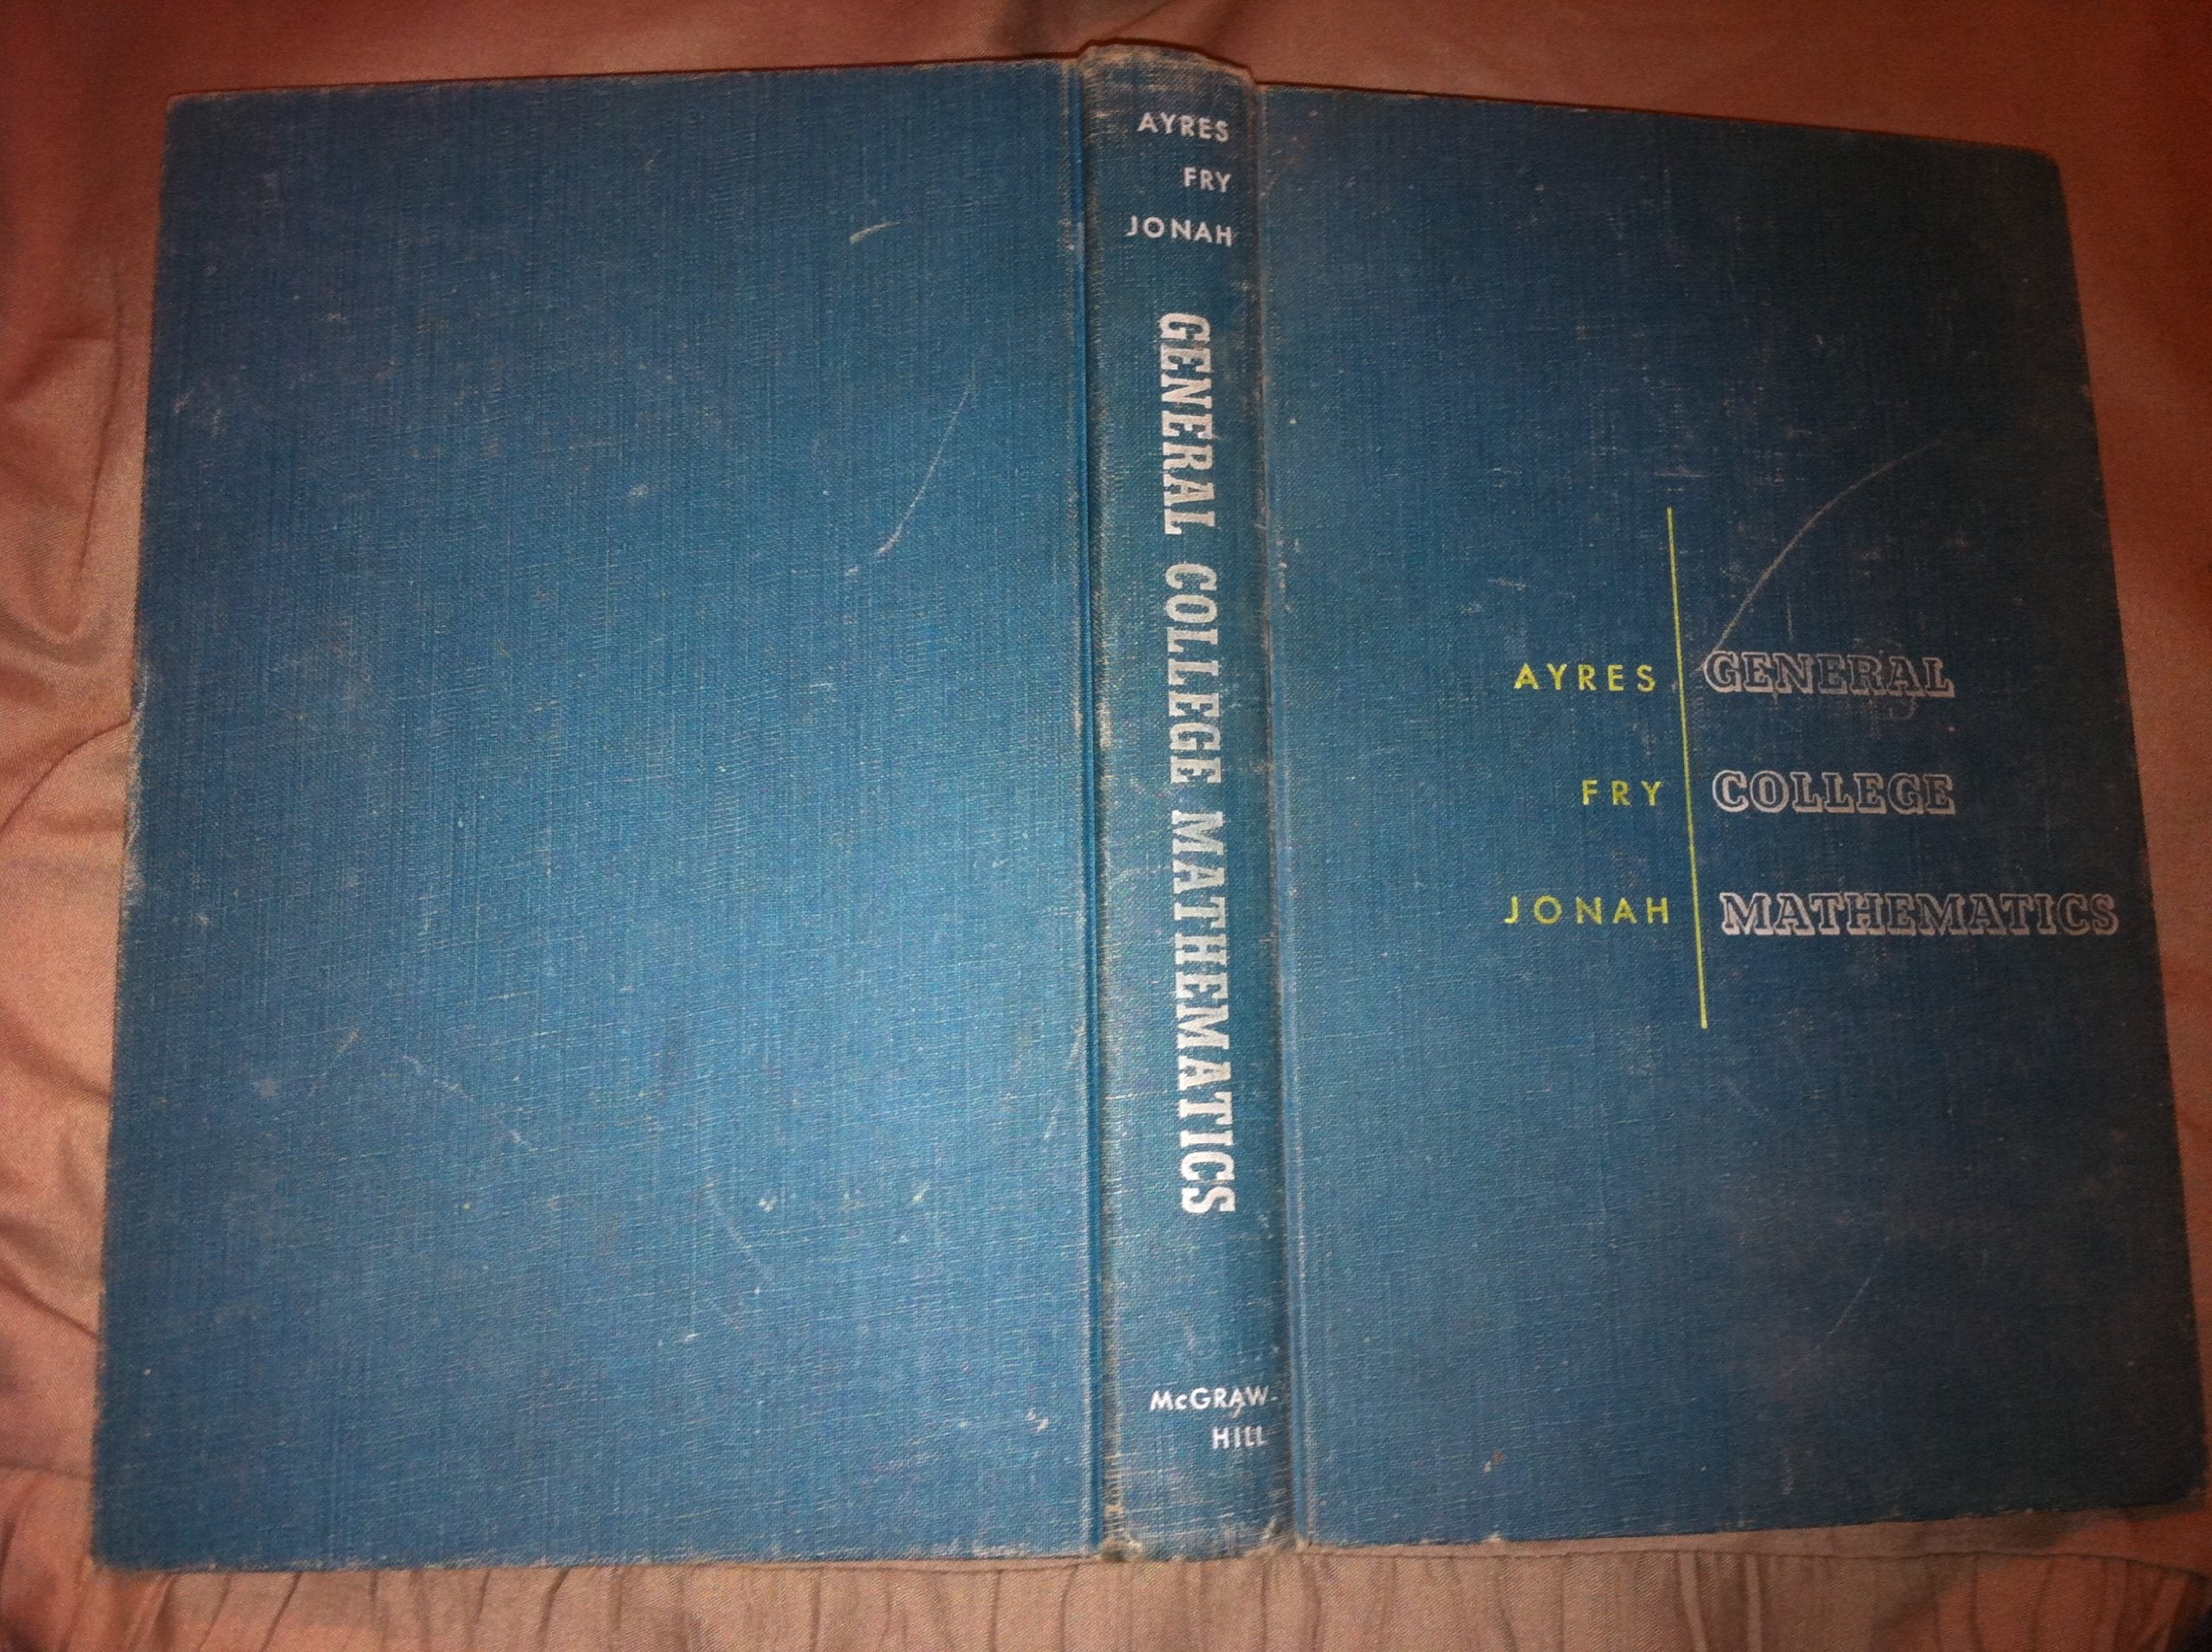 AYRES
FRY
JONAH
GENERAL COLLEGE MATHEMATICS
McGRAW-
HILL
AYRES GENERAL
FRY COLLEGE
JONAH MATHEMATICS